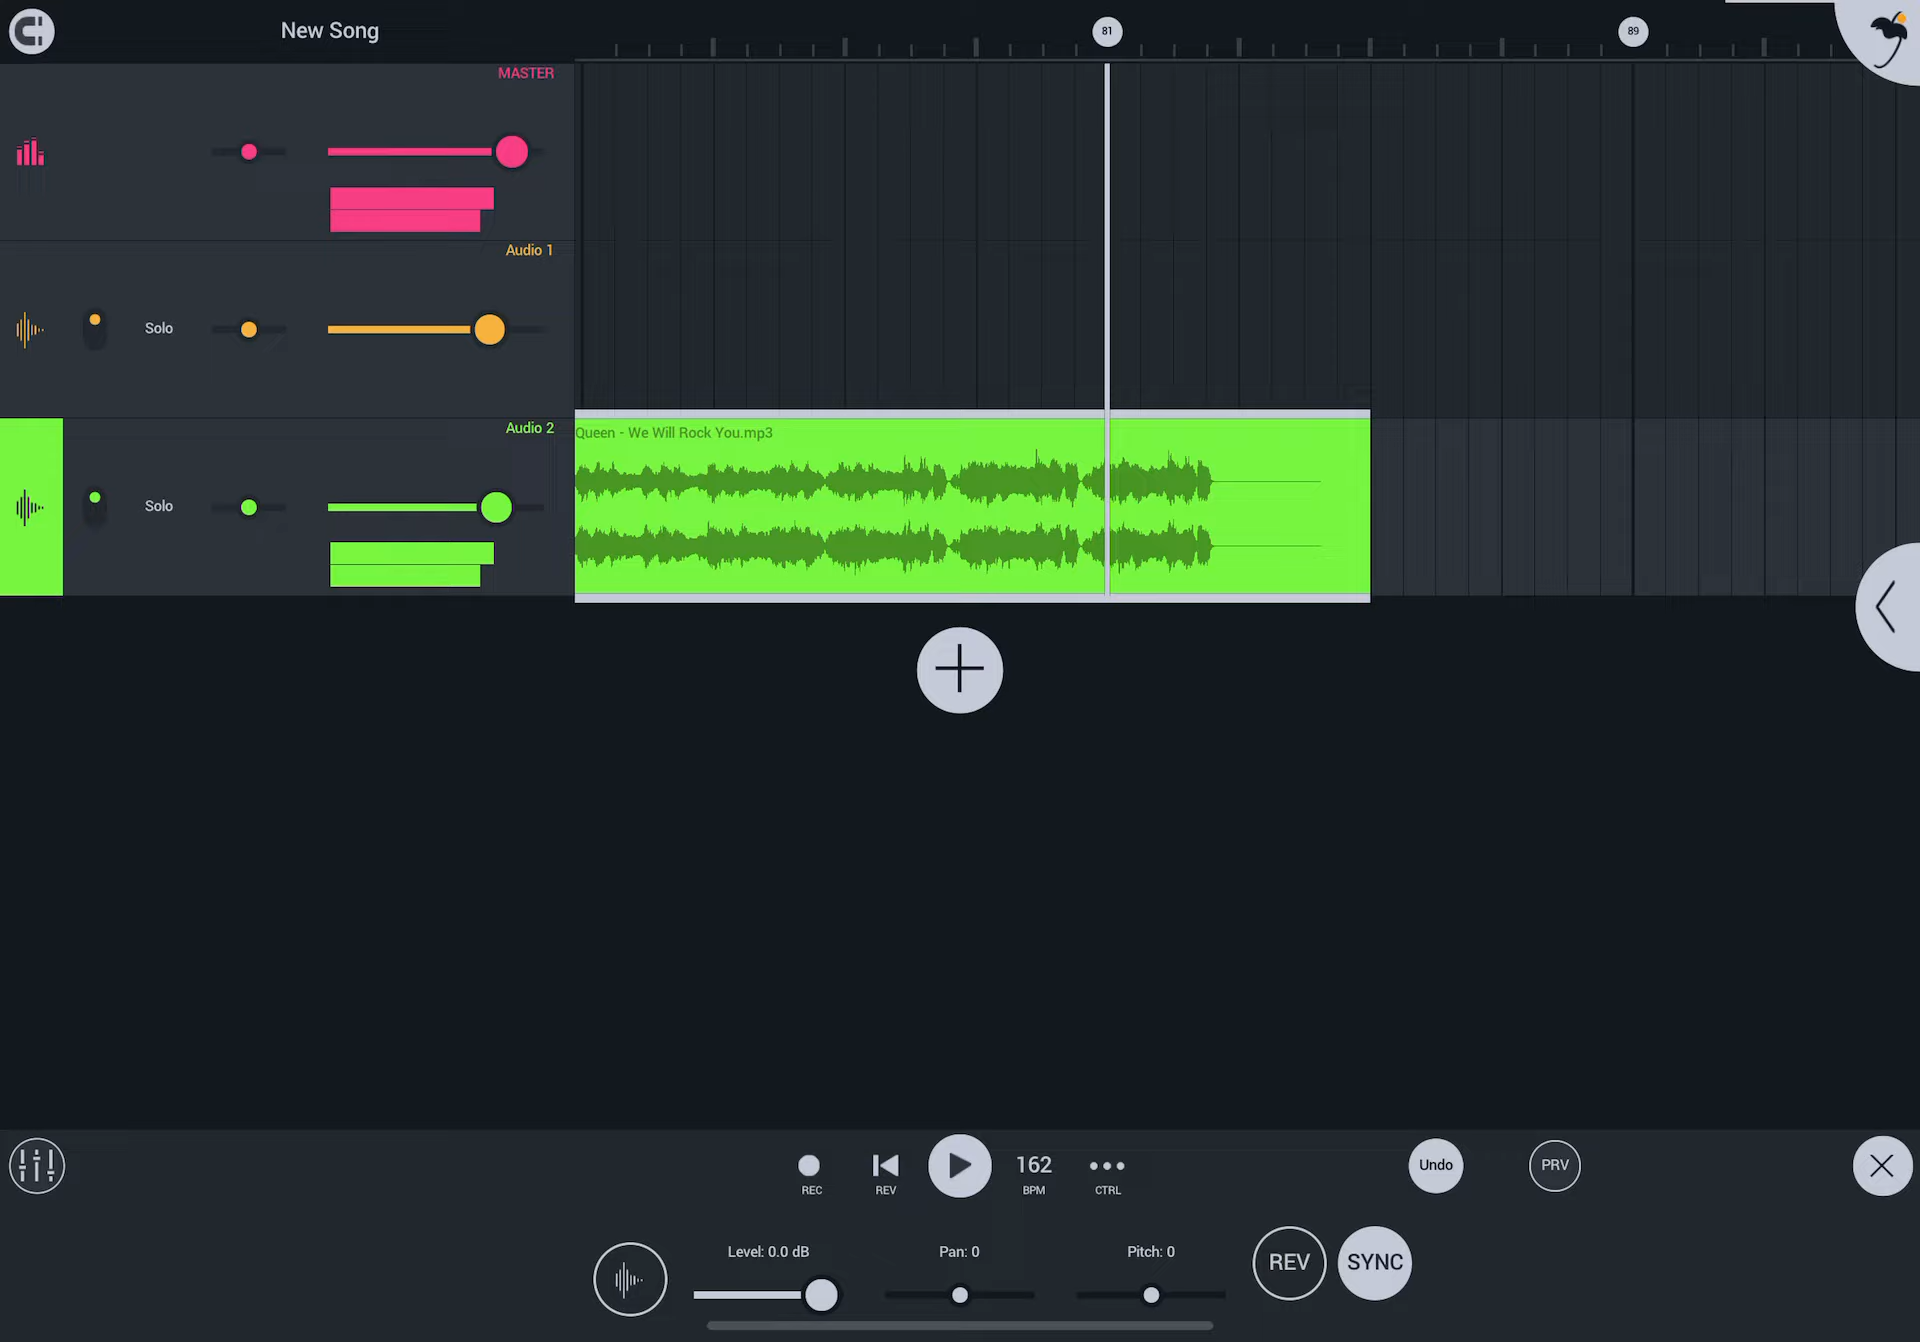 New Song
81
89
MASTER
Audio 1
Solo
Audio 2
Queen - We Will Rock You.mp3
Solo
162
Undo
PRV
REC
REV
BPM
CTRL
Level: 0.0 dB
Pan: 0
Pitch: 0
REV
SYNC